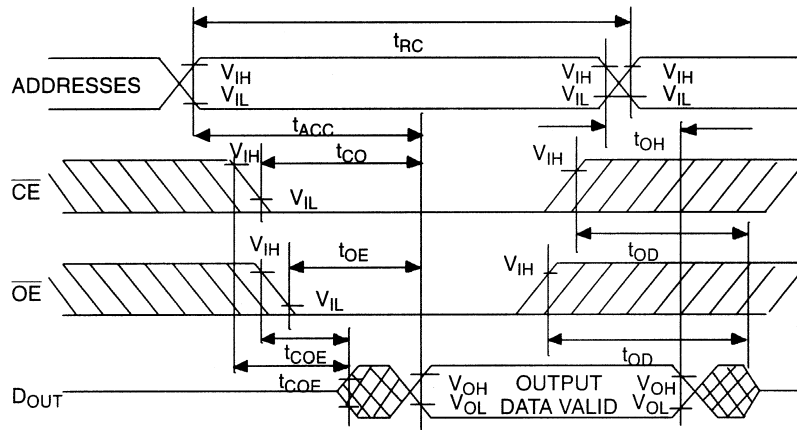 tRC
ADDRESSES
VIH
VIL
VIH
VIL
VIH
VIL
tACC
tOH
CE
VIH
tCO
VIL
VIH
OE
VIH
tOE
VIL
tOD
VIH
tCOE
tOD
tCOE
DOUT
VOH
VOL
OUTPUT
DATA VALID
VOH
VOL